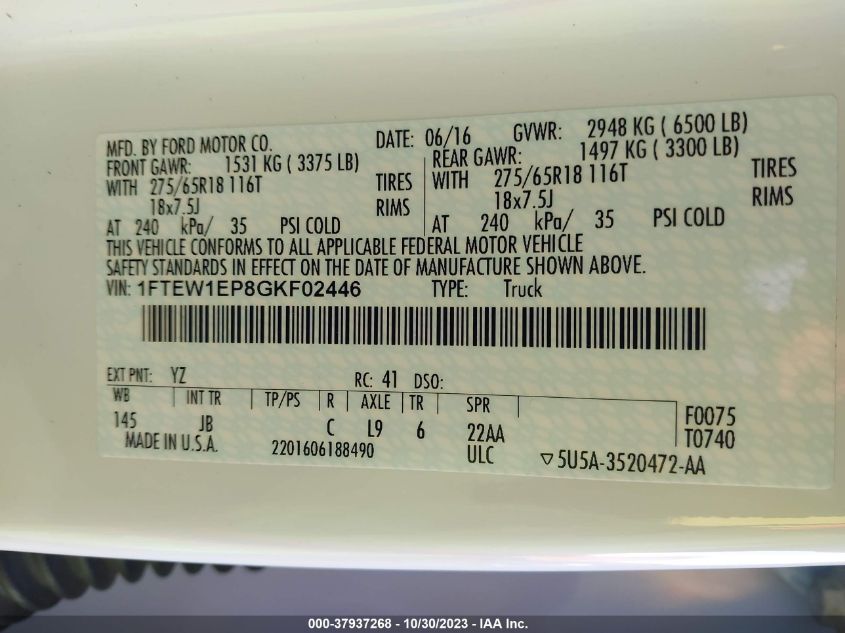 MFD. BY FORD MOTOR CO. DATE: 06/16 GVWR: 2948 KG ( 6500 LB)
FRONT GAWR: 1531 KG ( 3375 LB) REAR GAWR: 1497 KG ( 3300 LB)
WITH 275/65R18 116T TIRES WITH 275/65R18 116T TIRES
18x7.5J RIMS 18x7.5J RIMS
AT 240 kPa/ 35 PSI COLD AT 240 kPa/ 35 PSI COLD
THIS VEHICLE CONFORMS TO ALL APPLICABLE FEDERAL MOTOR VEHICLE
SAFETY STANDARDS IN EFFECT ON THE DATE OF MANUFACTURE SHOWN ABOVE.
VIN: 1FTEW1EP8GKF02446 TYPE: Truck
EXT PNT: YZ RC: 41 DSO:
WB INT TR TP/PS R AXLE TR SPR
145 JB C L9 6 22AA F0075
MADE IN U.S.A. 2201606188490 ULC T0740
▽5U5A-3520472-AA
000-37937268 - 10/30/2023 - IAA Inc.